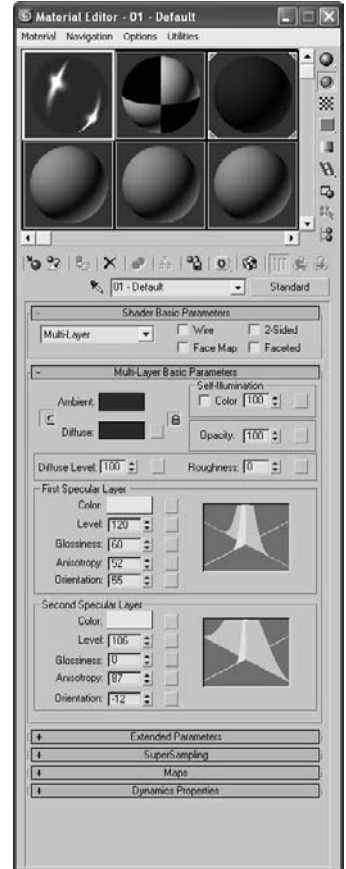 Material Editor - 01 - Default
Material Navigation Options Utilities
01 - Default Standard
- Shader Basic Parameters
Multi-Layer Wire 2-Sided
Face Map Faceted
- Multi-Layer Basic Parameters
Self-Illumination
Ambient: Color 100
Diffuse: Opacity: 100
Diffuse Level: 100 Roughness: 0
First Specular Layer
Color:
Level: 120
Glossiness: 60
Anisotropy: 52
Orientation: 55
Second Specular Layer
Color:
Level: 106
Glossiness: 0
Anisotropy: 87
Orientation: -12
+ Extended Parameters
+ SuperSampling
+ Maps
+ Dynamics Properties